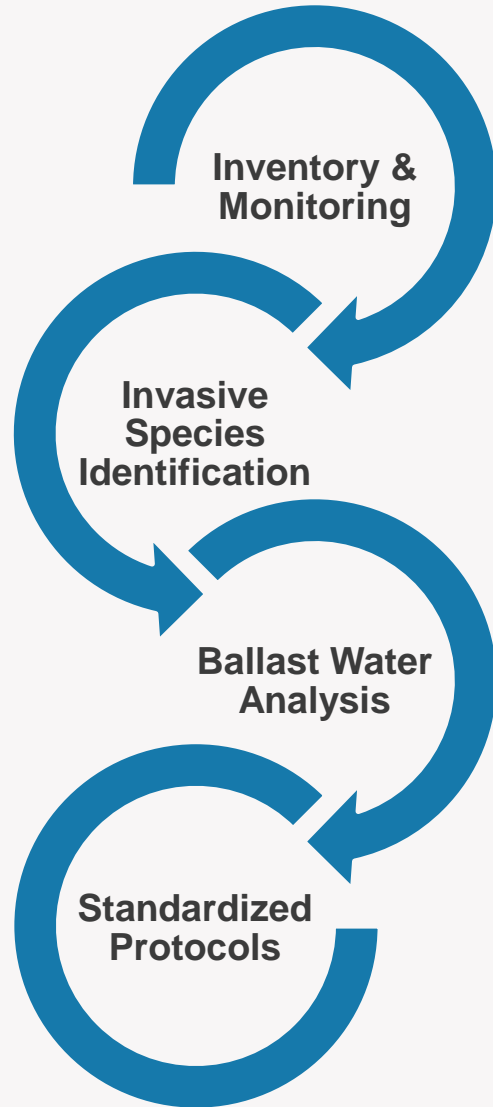 Inventory &
Monitoring
Invasive
Species
Identification
Ballast Water
Analysis
Standardized
Protocols